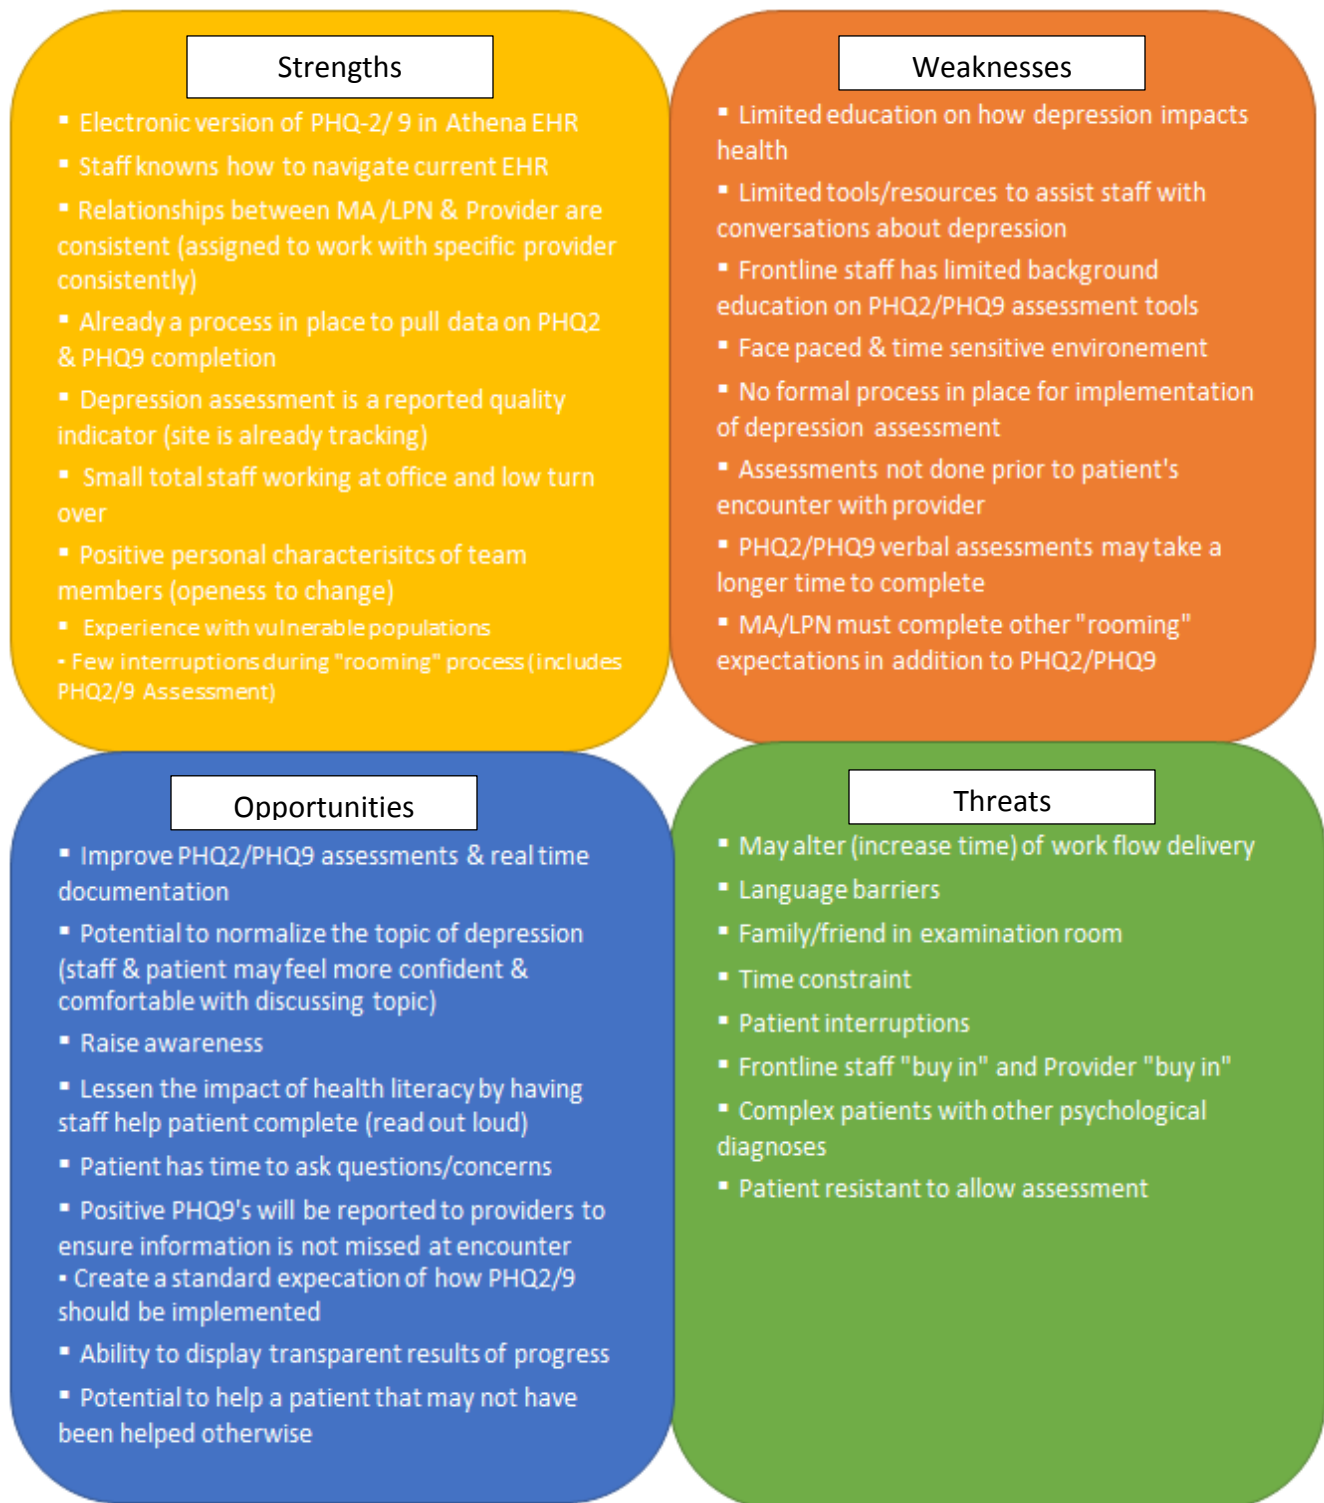 Strengths
▪ Electronic version of PHQ-2/ 9 in Athena EHR
▪ Staff knowns how to navigate current EHR
▪ Relationships between MA /LPN & Provider are
consistent (assigned to work with specific provider
consistently)
▪ Already a process in place to pull data on PHQ2
& PHQ9 completion
▪ Depression assessment is a reported quality
indicator (site is already tracking)
▪ Small total staff working at office and low turn
over
▪ Positive personal characterisitcs of team
members (openess to change)
▪ Experience with vulnerable populations
▪ Few interruptions during "rooming" process (includes
PHQ2/9 Assessment)
Weaknesses
▪ Limited education on how depression impacts
health
▪ Limited tools/resources to assist staff with
conversations about depression
▪ Frontline staff has limited background
education on PHQ2/PHQ9 assessment tools
▪ Face paced & time sensitive environement
▪ No formal process in place for implementation
of depression assessment
▪ Assessments not done prior to patient's
encounter with provider
▪ PHQ2/PHQ9 verbal assessments may take a
longer time to complete
▪ MA/LPN must complete other "rooming"
expectations in addition to PHQ2/PHQ9
Opportunities
▪ Improve PHQ2/PHQ9 assessments & real time
documentation
▪ Potential to normalize the topic of depression
(staff & patient may feel more confident &
comfortable with discussing topic)
▪ Raise awareness
▪ Lessen the impact of health literacy by having
staff help patient complete (read out loud)
▪ Patient has time to ask questions/concerns
▪ Positive PHQ9's will be reported to providers to
ensure information is not missed at encounter
▪ Create a standard expecation of how PHQ2/9
should be implemented
▪ Ability to display transparent results of progress
▪ Potential to help a patient that may not have
been helped otherwise
Threats
▪ May alter (increase time) of work flow delivery
▪ Language barriers
▪ Family/friend in examination room
▪ Time constraint
▪ Patient interruptions
▪ Frontline staff "buy in" and Provider "buy in"
▪ Complex patients with other psychological
diagnoses
▪ Patient resistant to allow assessment